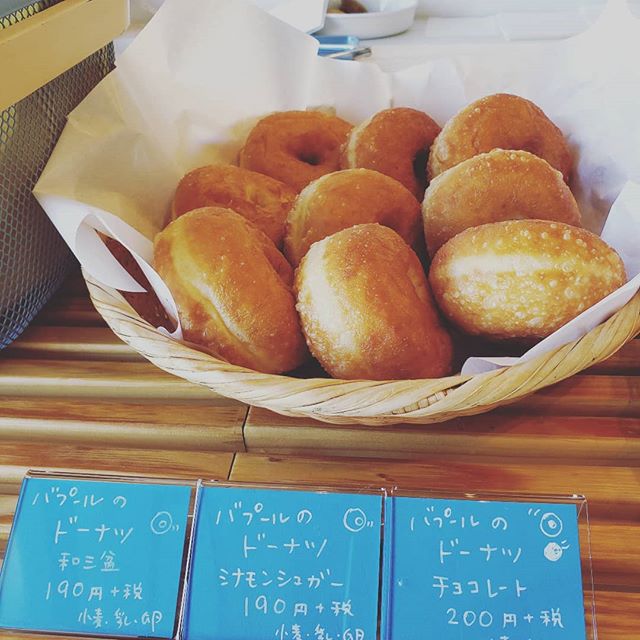 バプールの
ドーナツ
和三盆
190円+税
小麦・乳・卵
バプールの
ドーナツ
シナモンシュガー
190円+税
小麦・乳・卵
バプールの
ドーナツ
チョコレート
200円+税